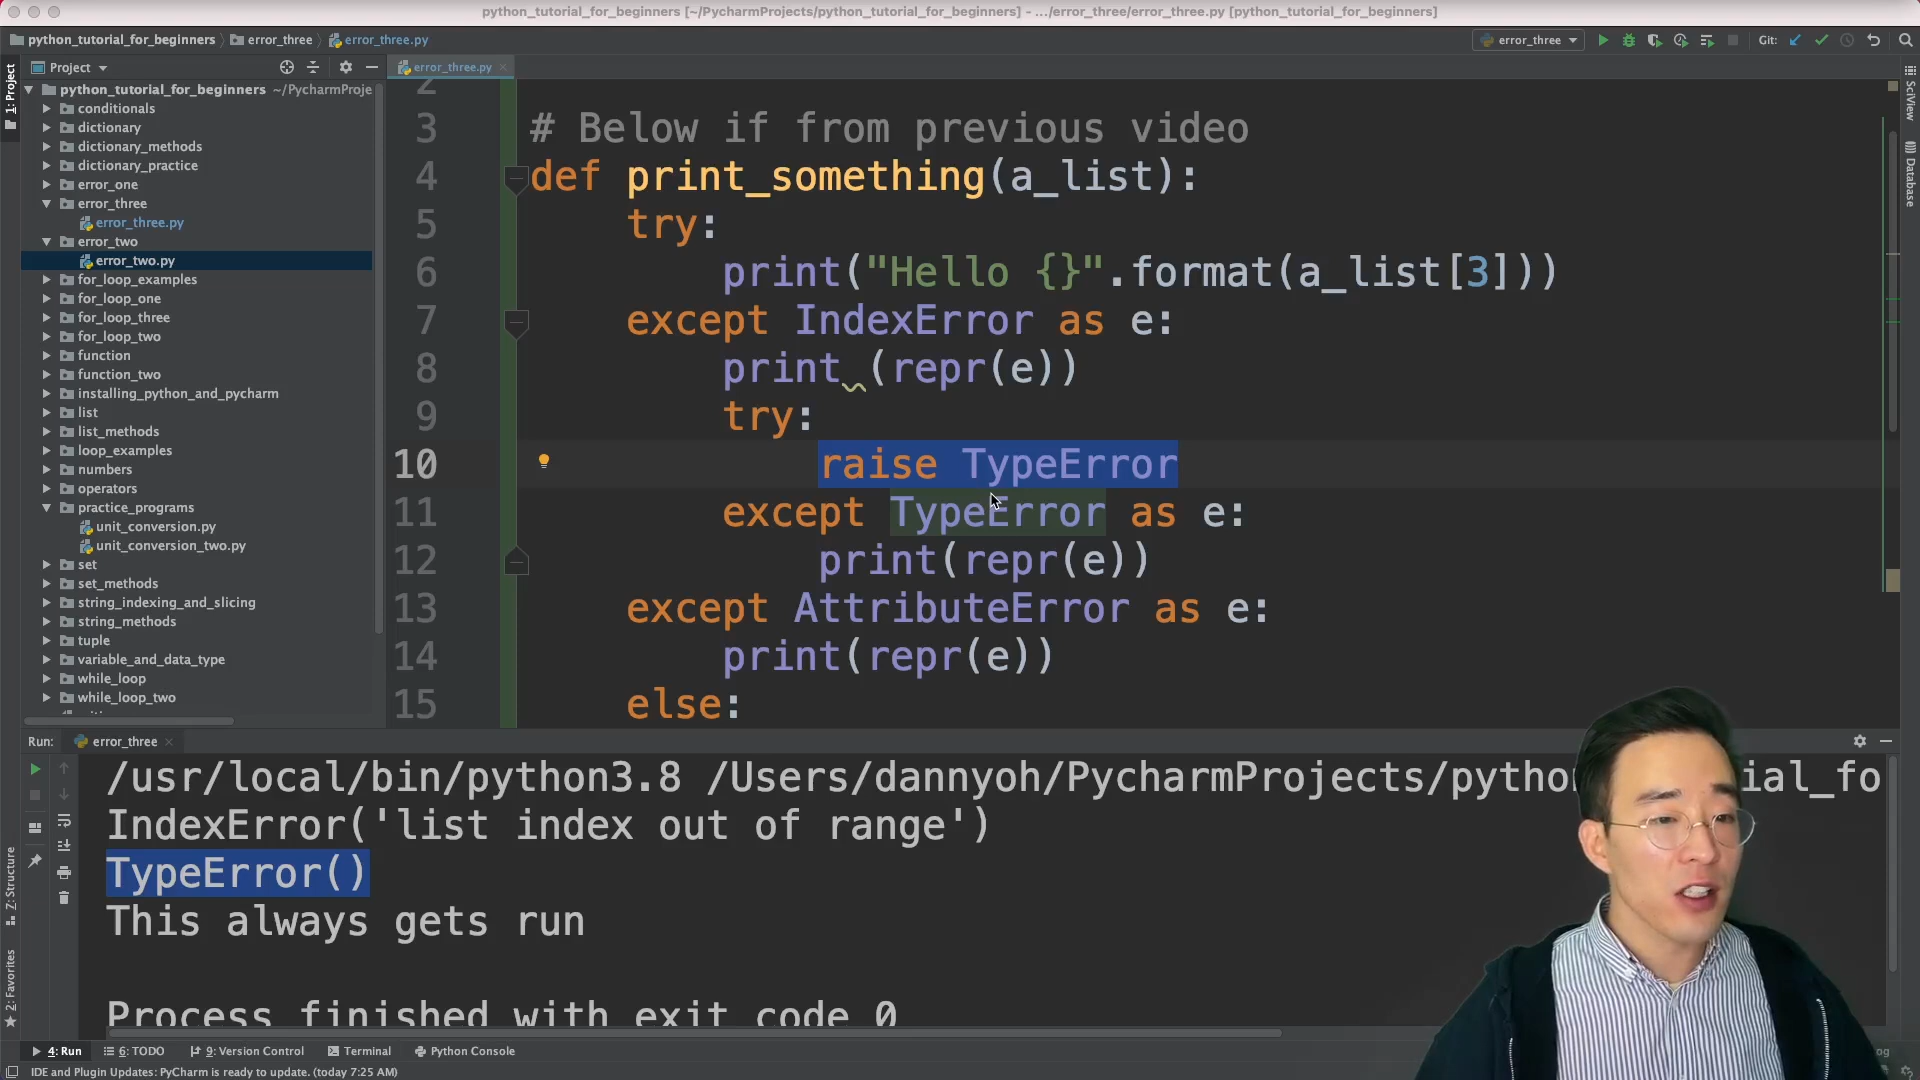 python_tutorial_for_beginners [~/PycharmProjects/python_tutorial_for_beginners] - .../error_three/error_three.py [python_tutorial_for_beginners]
python_tutorial_for_beginners
error_three
error_three.py
error_three
Git:
Project
error_three.py
1: Project
python_tutorial_for_beginners ~/PycharmProje
conditionals
dictionary
dictionary_methods
dictionary_practice
error_one
error_three
error_three.py
error_two
error_two.py
for_loop_examples
for_loop_one
for_loop_three
for_loop_two
function
function_two
installing_python_and_pycharm
list
list_methods
loop_examples
numbers
operators
practice_programs
unit_conversion.py
unit_conversion_two.py
set
set_methods
string_indexing_and_slicing
string_methods
tuple
variable_and_data_type
while_loop
while_loop_two
2
3 # Below if from previous video
4 def print_something(a_list):
5 try:
6 print("Hello {}".format(a_list[3]))
7 except IndexError as e:
8 print (repr(e))
9 try:
10 raise TypeError
11 except TypeError as e:
12 print(repr(e))
13 except AttributeError as e:
14 print(repr(e))
15 else:
SciView
Database
Run: error_three
/usr/local/bin/python3.8 /Users/dannyoh/PycharmProjects/python ial_fo
IndexError('list index out of range')
TypeError()
This always gets run
Process finished with exit code 0
Z: Structure
2: Favorites
4: Run
6: TODO
9: Version Control
Terminal
Python Console
IDE and Plugin Updates: PyCharm is ready to update. (today 7:25 AM)